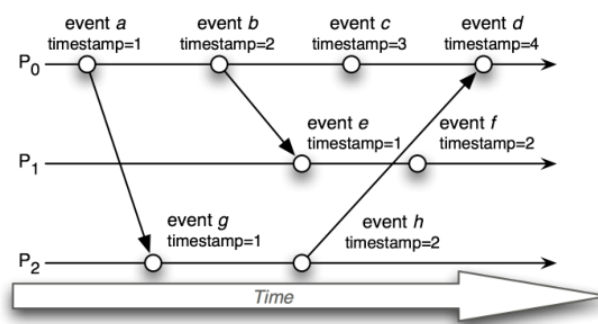 event a
timestamp=1
event b
timestamp=2
event c
timestamp=3
event d
timestamp=4
P0
event e
timestamp=1
event f
timestamp=2
P1
event g
timestamp=1
event h
timestamp=2
P2
Time